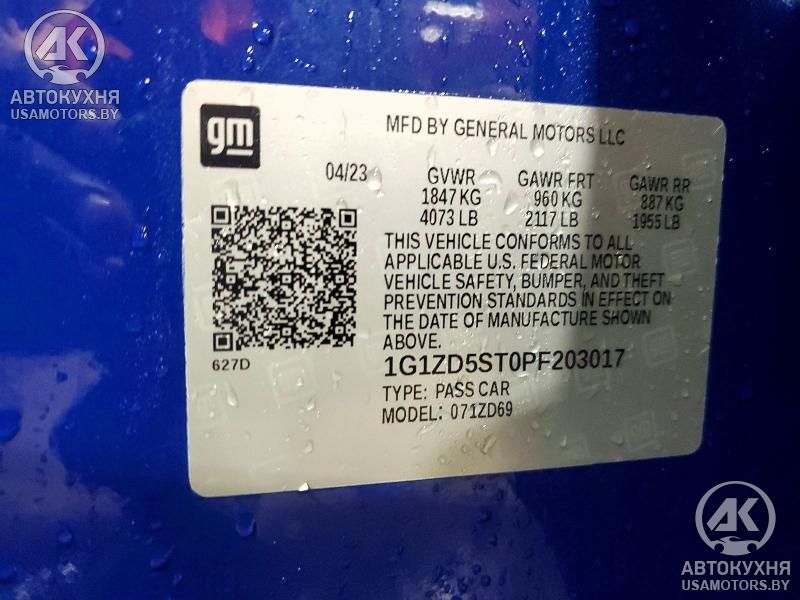 AK
АВТОКУХНЯ
USAMOTORS.BY
gm
MFD BY GENERAL MOTORS LLC
04/23 GVWR GAWR FRT GAWR RR
1847 KG 960 KG 887 KG
4073 LB 2117 LB 1955 LB
THIS VEHICLE CONFORMS TO ALL
APPLICABLE U.S. FEDERAL MOTOR
VEHICLE SAFETY, BUMPER, AND THEFT
PREVENTION STANDARDS IN EFFECT ON
THE DATE OF MANUFACTURE SHOWN
ABOVE.
627D
1G1ZD5ST0PF203017
TYPE: PASS CAR
MODEL: 071ZD69
AK
АВТОКУХНЯ
USAMOTORS.BY